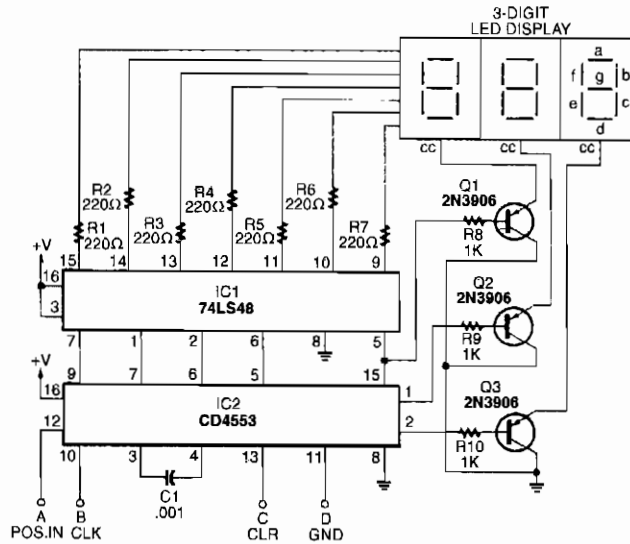 3-DIGIT
LED DISPLAY
a
f g b
e c
d
cc cc cc
R2
220Ω
R4
220Ω
R6
220Ω
R1
220Ω
R3
220Ω
R5
220Ω
R7
220Ω
Q1
2N3906
R8
1K
+V
15 14 13 12 11 10 9
16
3
IC1
74LS48
7 1 2 6 8 5
Q2
2N3906
R9
1K
+V
9 7 6 5 15
16
12
IC2
CD4553
1
2
10 3 4 13 11 8
Q3
2N3906
R10
1K
C1
.001
A B C D
POS.IN CLK CLR GND